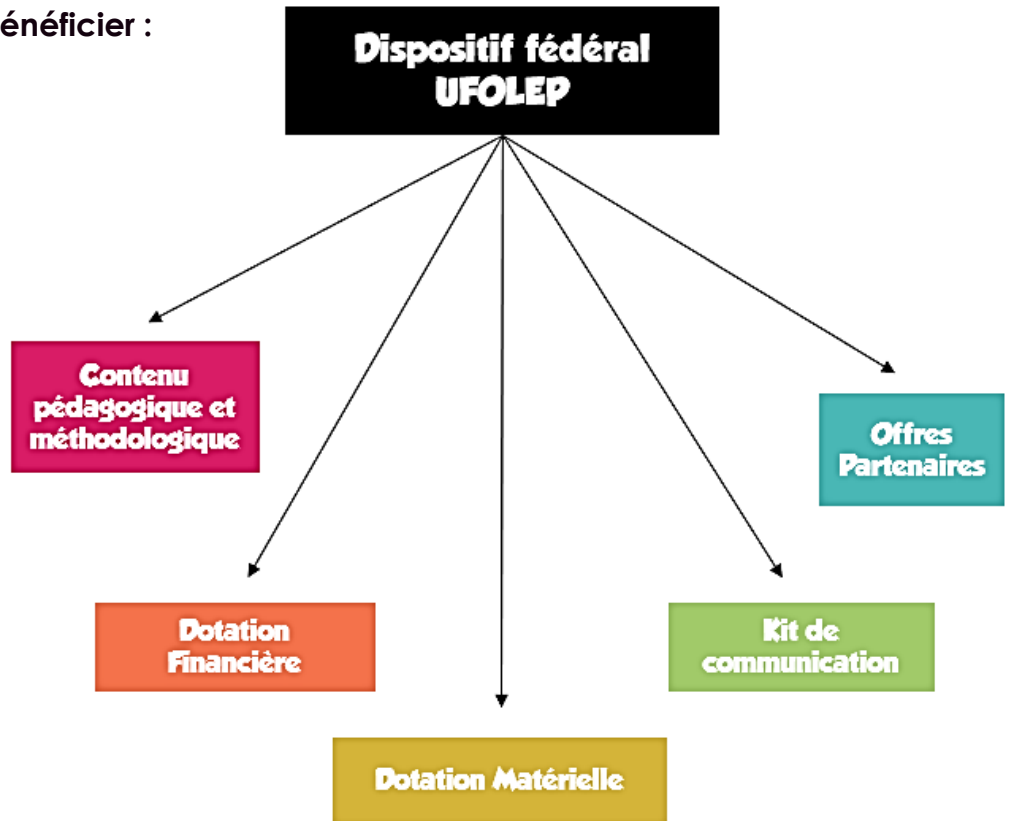 énéficier :
Dispositif fédéral
UFOLEP
Contenu
pédagogique et
méthodologique
Offres
Partenaires
Dotation
Financière
Kit de
communication
Dotation Matérielle